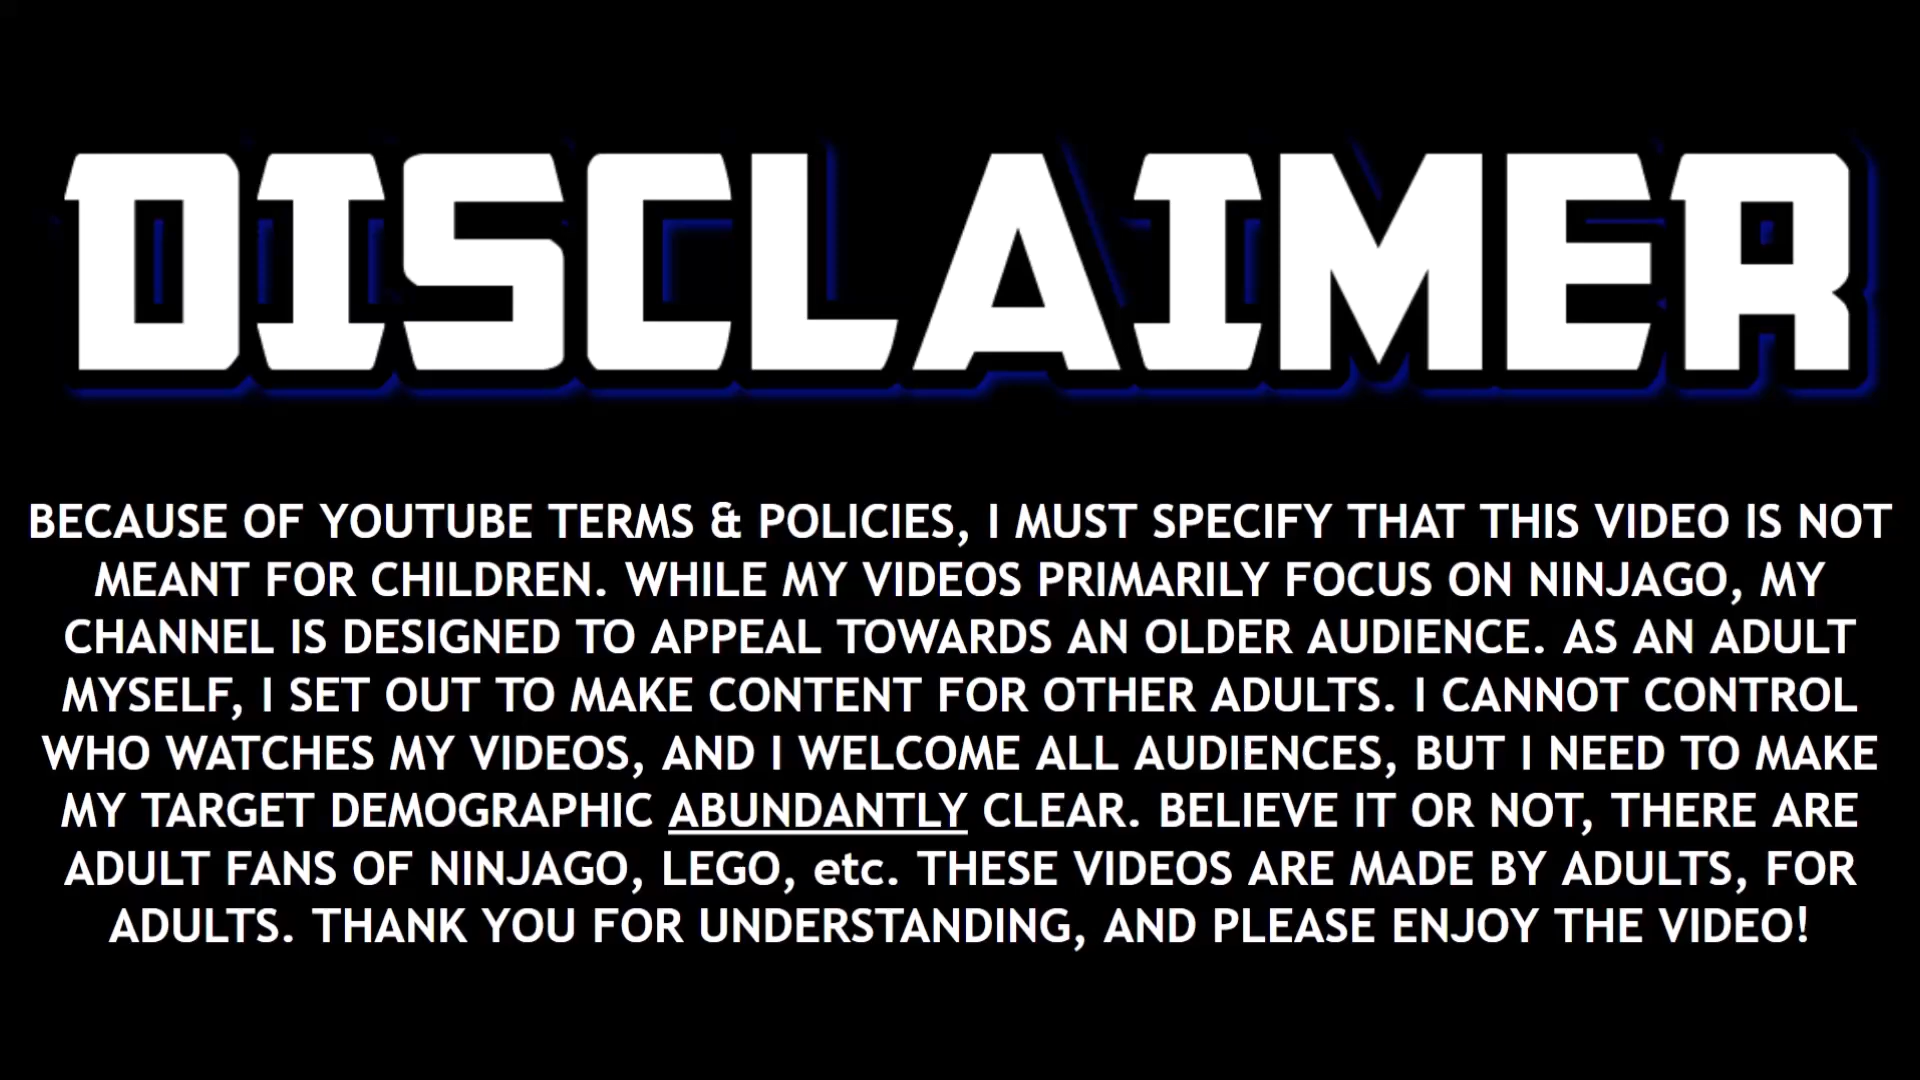 DISCLAIMER
BECAUSE OF YOUTUBE TERMS & POLICIES, I MUST SPECIFY THAT THIS VIDEO IS NOT
MEANT FOR CHILDREN. WHILE MY VIDEOS PRIMARILY FOCUS ON NINJAGO, MY
CHANNEL IS DESIGNED TO APPEAL TOWARDS AN OLDER AUDIENCE. AS AN ADULT
MYSELF, I SET OUT TO MAKE CONTENT FOR OTHER ADULTS. I CANNOT CONTROL
WHO WATCHES MY VIDEOS, AND I WELCOME ALL AUDIENCES, BUT I NEED TO MAKE
MY TARGET DEMOGRAPHIC ABUNDANTLY CLEAR. BELIEVE IT OR NOT, THERE ARE
ADULT FANS OF NINJAGO, LEGO, etc. THESE VIDEOS ARE MADE BY ADULTS, FOR
ADULTS. THANK YOU FOR UNDERSTANDING, AND PLEASE ENJOY THE VIDEO!